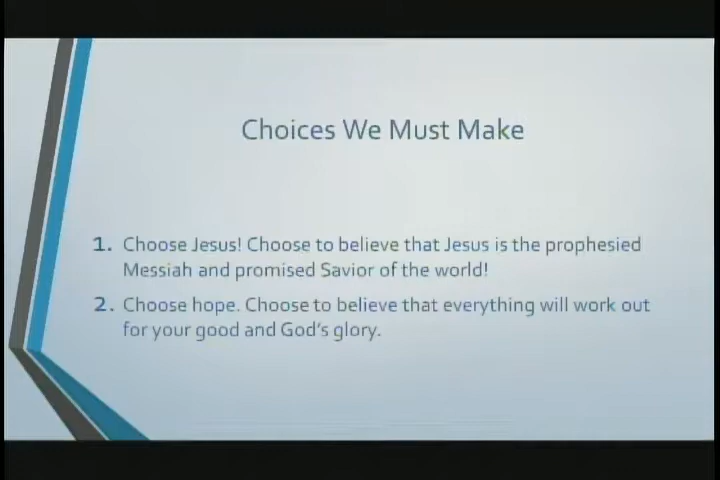 Choices We Must Make
1. Choose Jesus! Choose to believe that Jesus is the prophesied
Messiah and promised Savior of the world!
2. Choose hope. Choose to believe that everything will work out
for your good and God's glory.